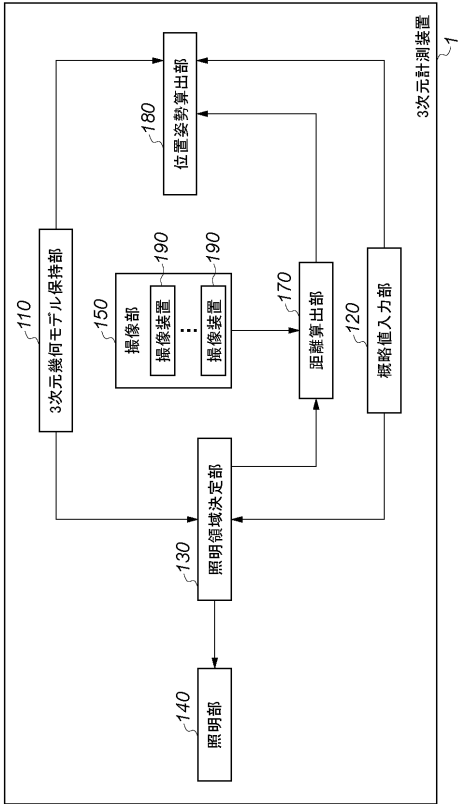 3次元計測装置
1
110
3次元幾何モデル保持部
140
照明部
130
照明領域決定部
150
撮像部
190
撮像装置
190
撮像装置
180
位置姿勢算出部
170
距離算出部
120
概略値入力部